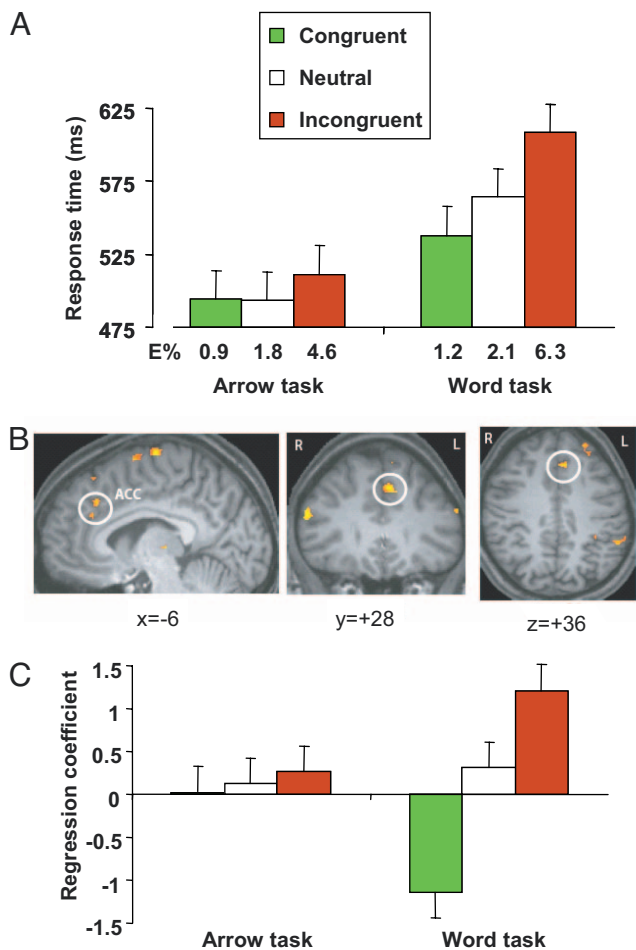 A
Congruent
Neutral
Incongruent
Response time (ms)
625
575
525
475
E% 0.9 1.8 4.6 1.2 2.1 6.3
Arrow task Word task
B
R L R L
ACC
x=-6 y=+28 z=+36
C
Regression coefficient
1.5
1
0.5
0
-0.5
-1
-1.5
Arrow task Word task